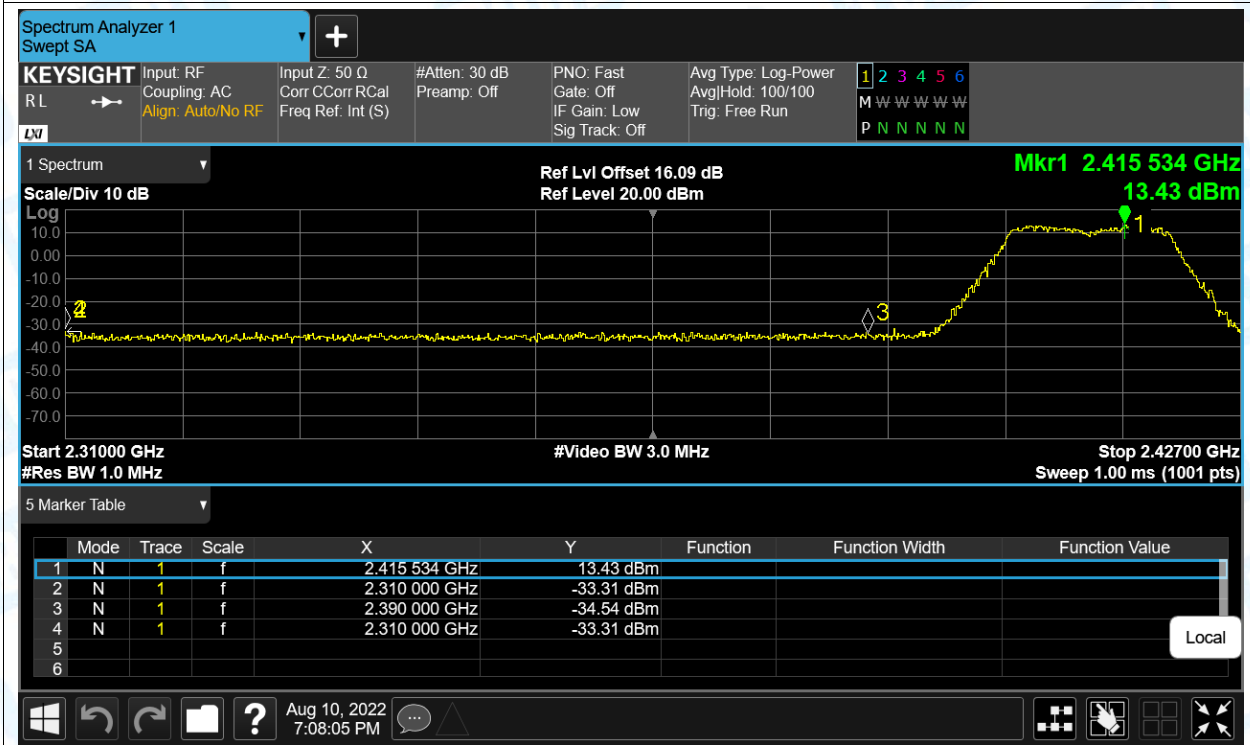 Spectrum Analyzer 1
Swept SA
KEYSIGHT
R L
LXI
Input: RF
Coupling: AC
Align: Auto/No RF
Input Z: 50 Ω
Corr CCorr RCal
Freq Ref: Int (S)
#Atten: 30 dB
Preamp: Off
PNO: Fast
Gate: Off
IF Gain: Low
Sig Track: Off
Avg Type: Log-Power
Avg|Hold: 100/100
Trig: Free Run
1 2 3 4 5 6
M W W W W W
P N N N N N
1 Spectrum
Scale/Div 10 dB
Ref Lvl Offset 16.09 dB
Ref Level 20.00 dBm
Mkr1 2.415 534 GHz
13.43 dBm
Log
10.0
0.00
-10.0
-20.0
-30.0
-40.0
-50.0
-60.0
-70.0
1
3
Start 2.31000 GHz
#Video BW 3.0 MHz
Stop 2.42700 GHz
#Res BW 1.0 MHz
Sweep 1.00 ms (1001 pts)
5 Marker Table
Mode Trace Scale X Y Function Function Width Function Value
1 N 1 f 2.415 534 GHz 13.43 dBm
2 N 1 f 2.310 000 GHz -33.31 dBm
3 N 1 f 2.390 000 GHz -34.54 dBm
4 N 1 f 2.310 000 GHz -33.31 dBm
5
6
Local
?
Aug 10, 2022
7:08:05 PM